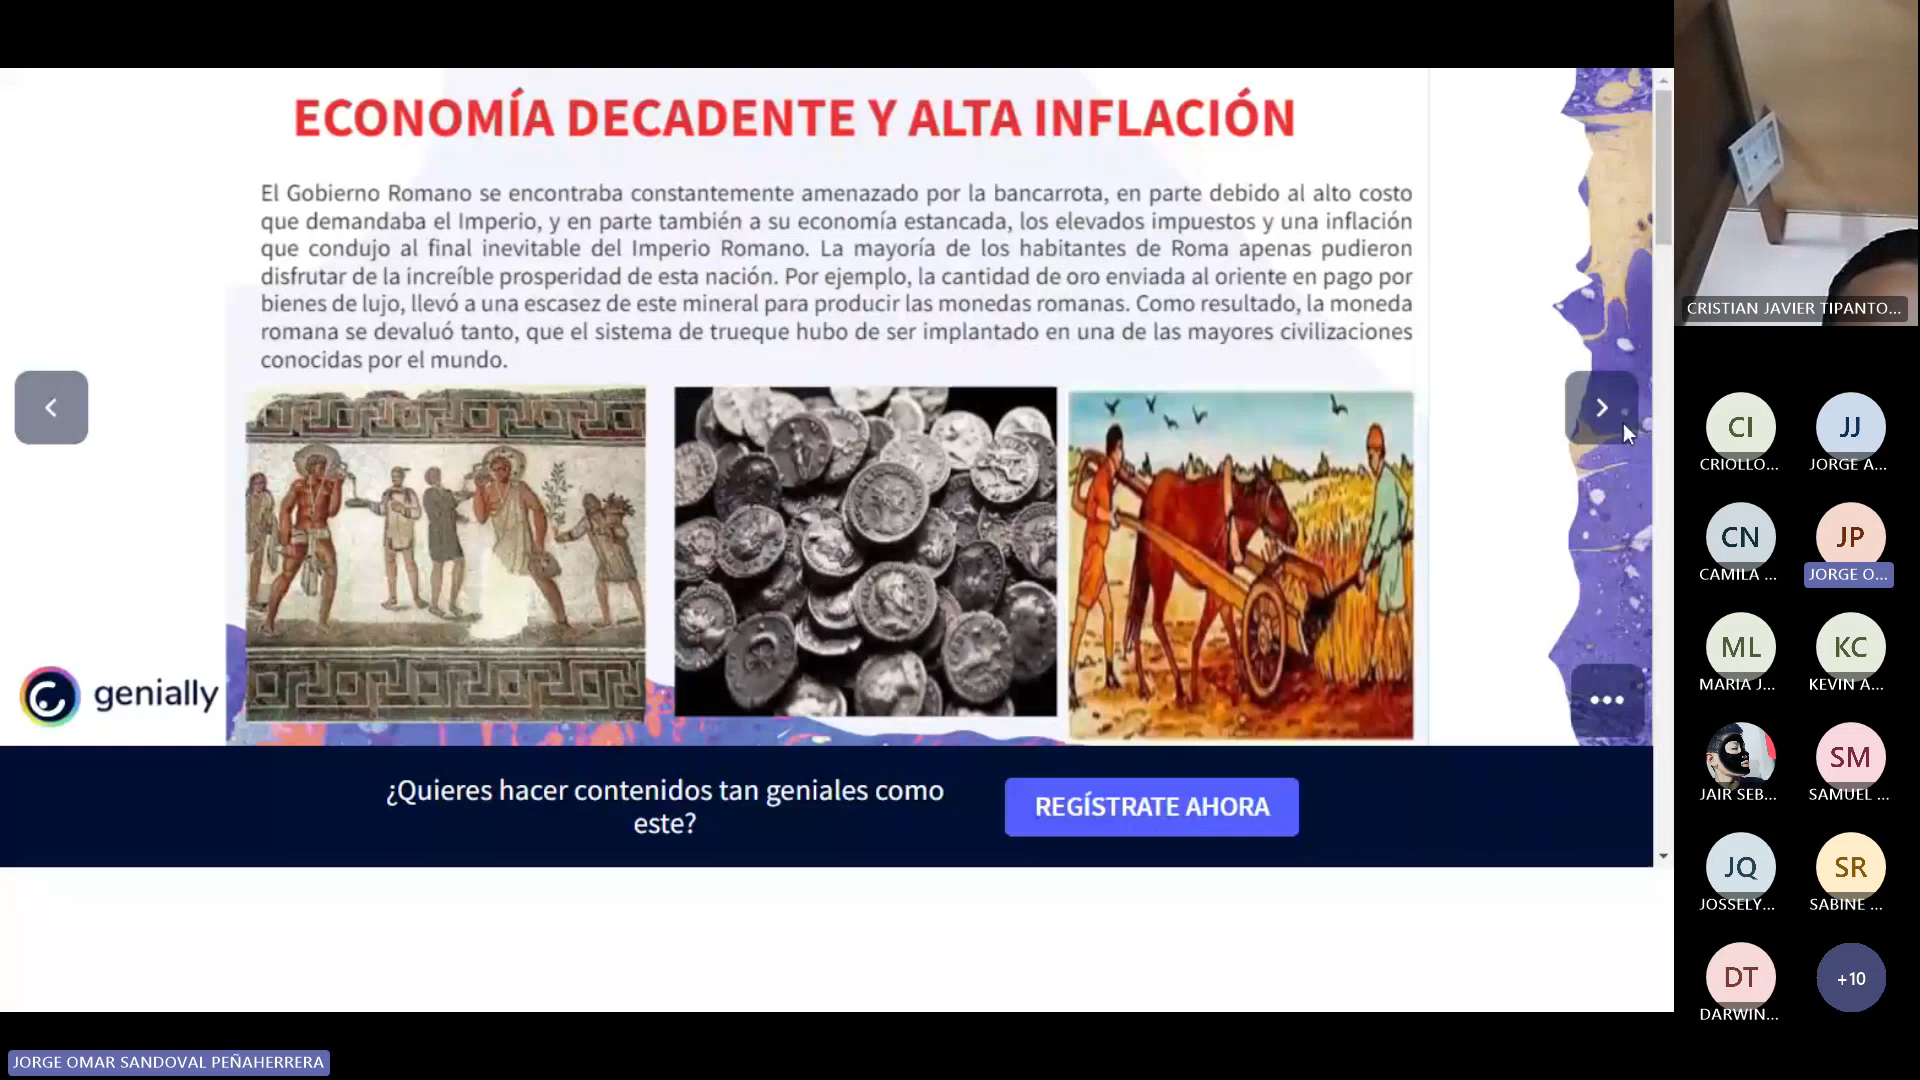 ECONOMÍA DECADENTE Y ALTA INFLACIÓN
El Gobierno Romano se encontraba constantemente amenazado por la bancarrota, en parte debido al alto costo
que demandaba el Imperio, y en parte también a su economía estancada, los elevados impuestos y una inflación
que condujo al final inevitable del Imperio Romano. La mayoría de los habitantes de Roma apenas pudieron
disfrutar de la increíble prosperidad de esta nación. Por ejemplo, la cantidad de oro enviada al oriente en pago por
bienes de lujo, llevó a una escasez de este mineral para producir las monedas romanas. Como resultado, la moneda
romana se devaluó tanto, que el sistema de trueque hubo de ser implantado en una de las mayores civilizaciones
conocidas por el mundo.
genially
¿Quieres hacer contenidos tan geniales como
este?
REGÍSTRATE AHORA
CRISTIAN JAVIER TIPANTO...
CI
JJ
CRIOLLO...
JORGE A...
CN
JP
CAMILA ...
JORGE O...
ML
KC
MARIA J...
KEVIN A...
SM
JAIR SEB...
SAMUEL ...
JQ
SR
JOSSELY...
SABINE ...
DT
+10
DARWIN...
JORGE OMAR SANDOVAL PEÑAHERRERA